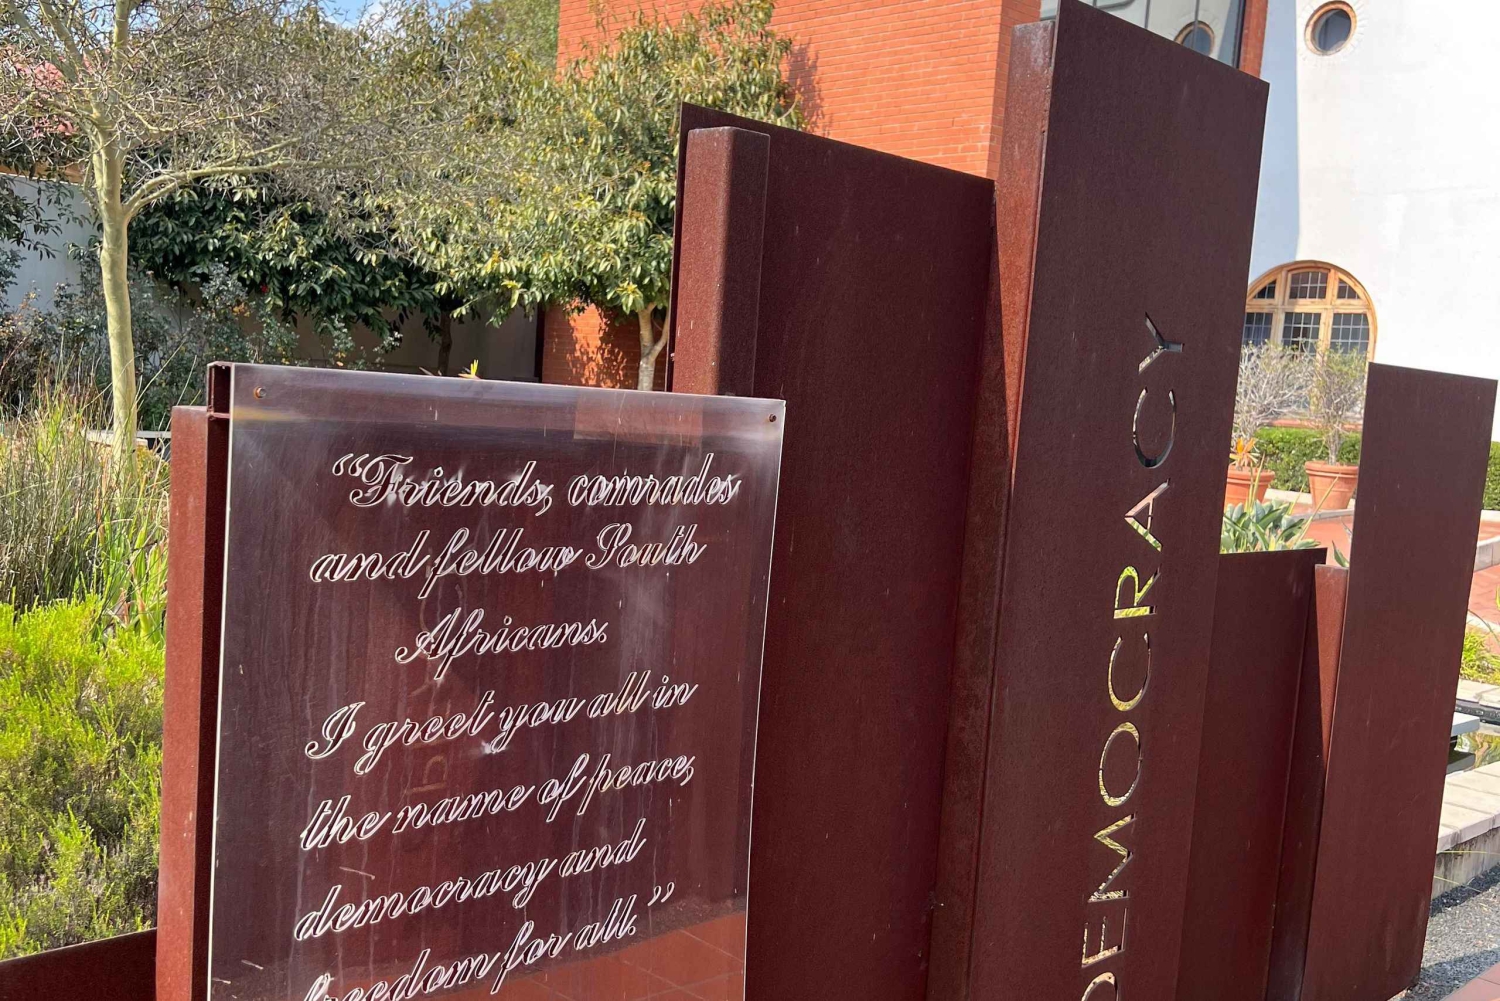 “Friends, comrades
and fellow South
Africans.
I greet you all in
the name of peace,
democracy and
freedom for all.”
DEMOCRACY